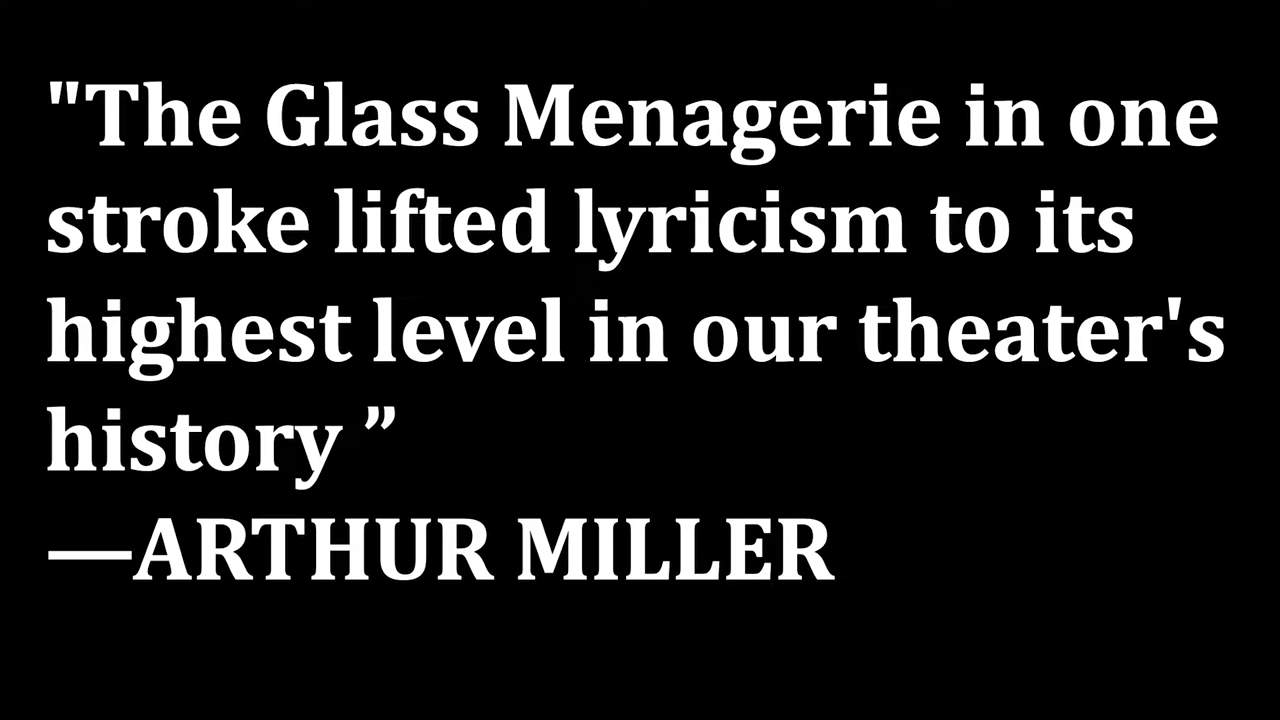 "The Glass Menagerie in one
stroke lifted lyricism to its
highest level in our theater's
history ”
—ARTHUR MILLER